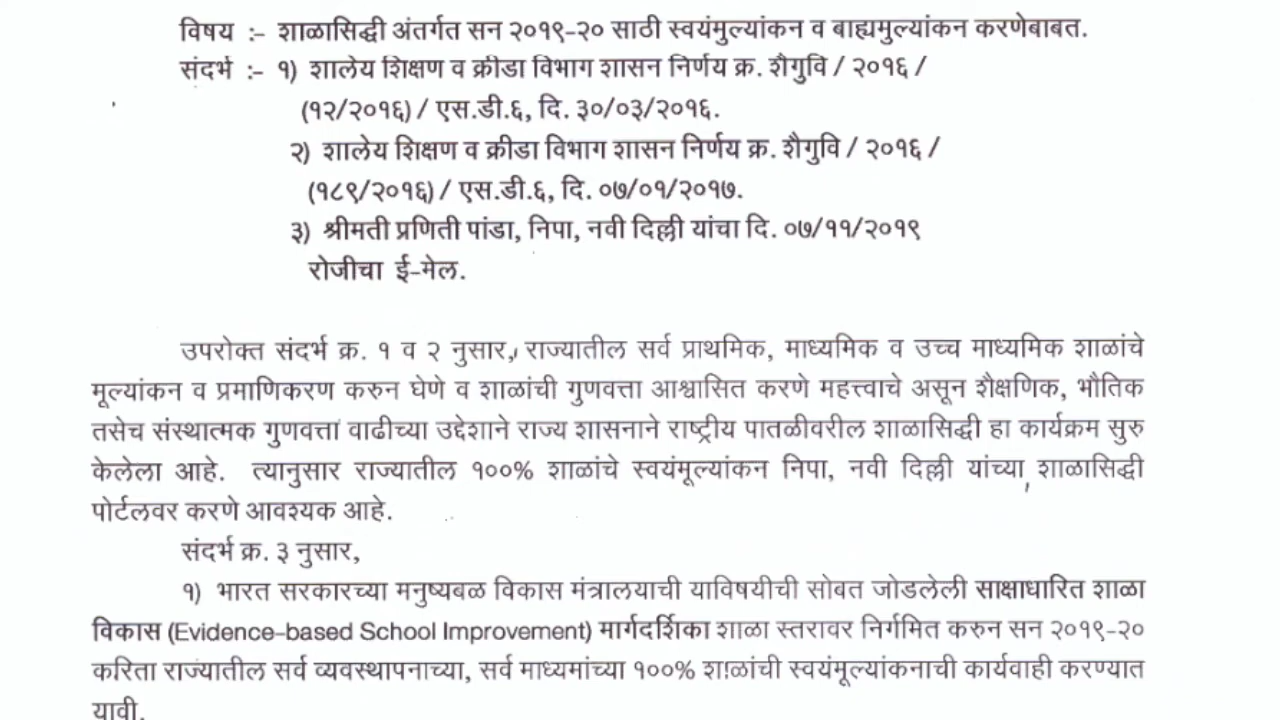 विषय :- शाळासिद्धी अंतर्गत सन २०१९-२० साठी स्वयंमुल्यांकन व बाह्यमुल्यांकन करणेबाबत.
संदर्भ :- १) शालेय शिक्षण व क्रीडा विभाग शासन निर्णय क्र. शैगुवि / २०१६ /
(१२/२०१६) / एस.डी.६, दि. ३०/०३/२०१६.
२) शालेय शिक्षण व क्रीडा विभाग शासन निर्णय क्र. शैगुवि / २०१६ /
(१८९/२०१६) / एस.डी.६, दि. ०७/०१/२०१७.
३) श्रीमती प्रणिती पांडा, निपा, नवी दिल्ली यांचा दि. ०७/११/२०१९
रोजीचा ई-मेल.
उपरोक्त संदर्भ क्र. १ व २ नुसार, राज्यातील सर्व प्राथमिक, माध्यमिक व उच्च माध्यमिक शाळांचे
मूल्यांकन व प्रमाणिकरण करुन घेणे व शाळांची गुणवत्ता आश्वासित करणे महत्त्वाचे असून शैक्षणिक, भौतिक
तसेच संस्थात्मक गुणवत्ता वाढीच्या उद्देशाने राज्य शासनाने राष्ट्रीय पातळीवरील शाळासिद्धी हा कार्यक्रम सुरु
केलेला आहे. त्यानुसार राज्यातील १००% शाळांचे स्वयंमूल्यांकन निपा, नवी दिल्ली यांच्या शाळासिद्धी
पोर्टलवर करणे आवश्यक आहे.
संदर्भ क्र. ३ नुसार,
१) भारत सरकारच्या मनुष्यबळ विकास मंत्रालयाची याविषयीची सोबत जोडलेली साक्षाधारित शाळा
विकास (Evidence-based School Improvement) मार्गदर्शिका शाळा स्तरावर निर्गमित करुन सन २०१९-२०
करिता राज्यातील सर्व व्यवस्थापनाच्या, सर्व माध्यमांच्या १००% शाळांची स्वयंमूल्यांकनाची कार्यवाही करण्यात
यावी.